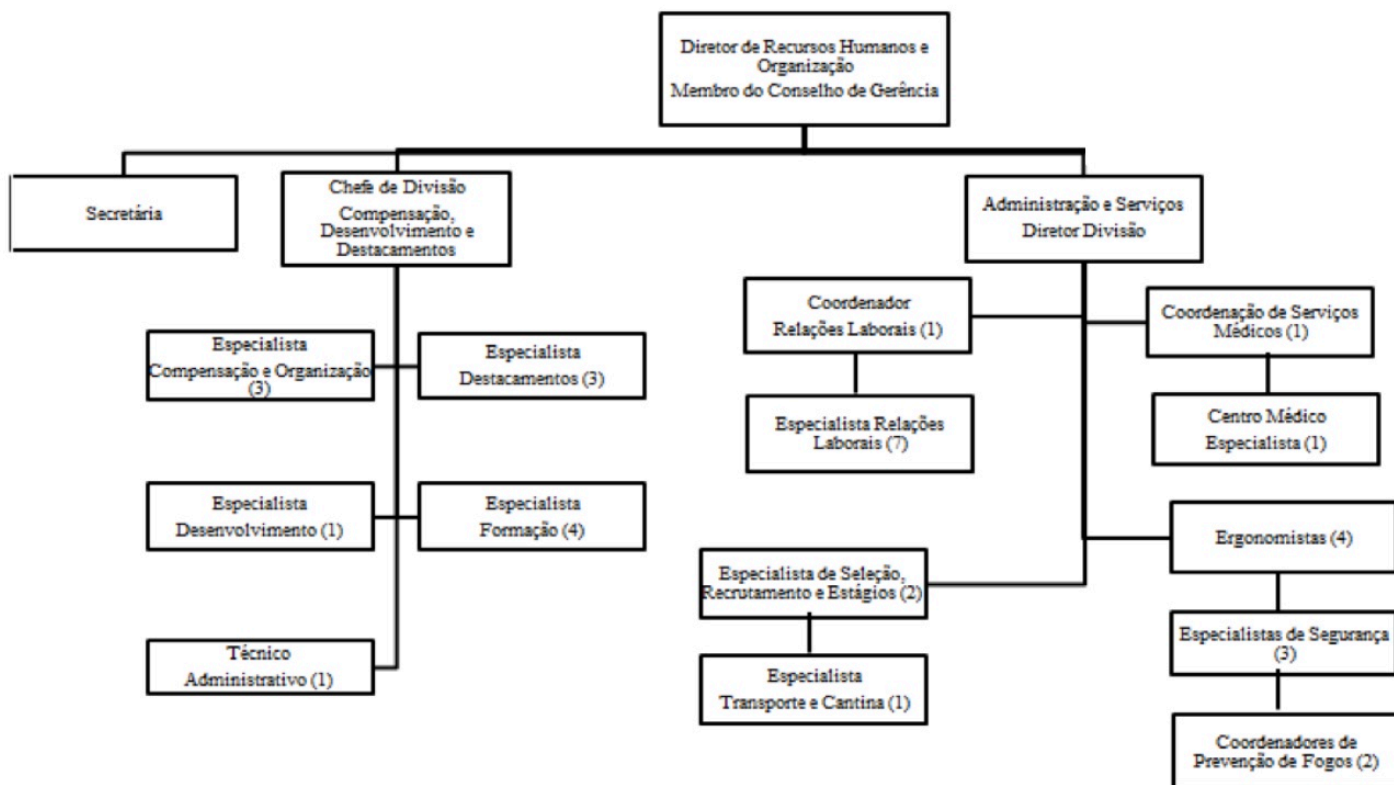 Diretor de Recursos Humanos e
Organização
Membro do Conselho de Gerência
Secretária
Chefe de Divisão
Compensação,
Desenvolvimento e
Destacamentos
Administração e Serviços
Diretor Divisão
Especialista
Compensação e Organização
(3)
Especialista
Destacamentos (3)
Especialista
Desenvolvimento (1)
Especialista
Formação (4)
Técnico
Administrativo (1)
Coordenador
Relações Laborais (1)
Especialista Relações
Laborais (7)
Coordenação de Serviços
Médicos (1)
Centro Médico
Especialista (1)
Especialista de Seleção,
Recrutamento e Estágios (2)
Especialista
Transporte e Cantina (1)
Ergonomistas (4)
Especialistas de Segurança
(3)
Coordenadores de
Prevenção de Fogos (2)